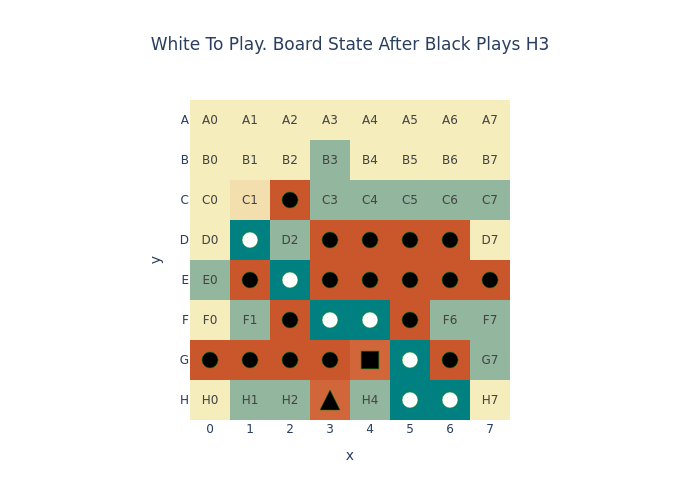 White To Play. Board State After Black Plays H3
A A0 A1 A2 A3 A4 A5 A6 A7
B B0 B1 B2 B3 B4 B5 B6 B7
C C0 C1 C3 C4 C5 C6 C7
D D0 D2 D7
y
E E0
F F0 F1 F6 F7
G G7
H H0 H1 H2 H4 H7
0 1 2 3 4 5 6 7
x